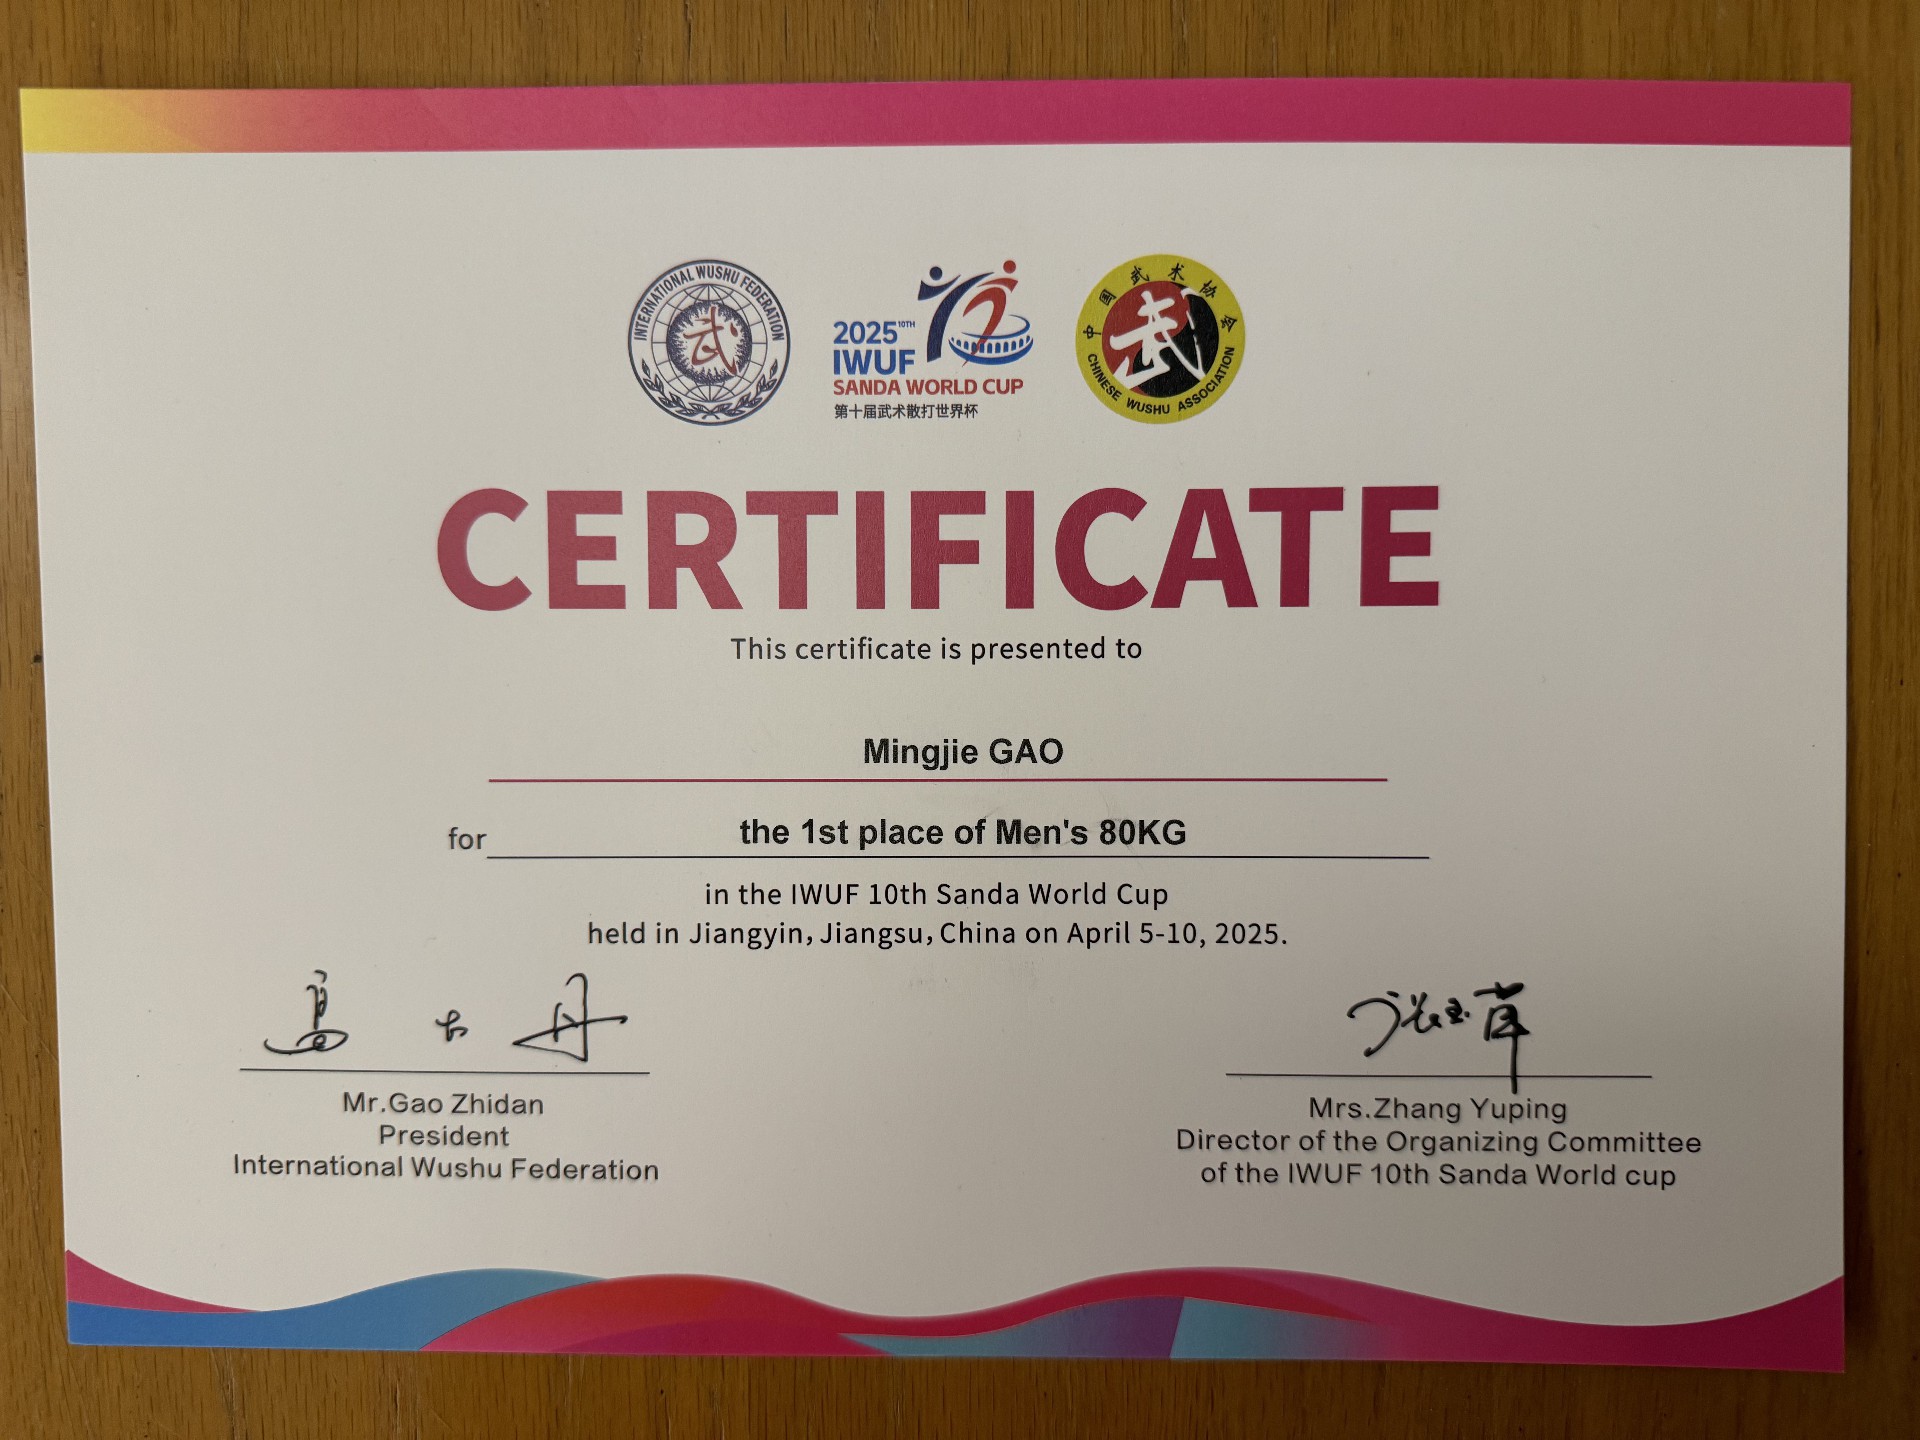 INTERNATIONAL WUSHU FEDERATION
武
2025 10TH
IWUF
SANDA WORLD CUP
第十届武术散打世界杯
中国武术协会
武
CHINESE WUSHU ASSOCIATION
CERTIFICATE
This certificate is presented to
Mingjie GAO
for the 1st place of Men's 80KG
in the IWUF 10th Sanda World Cup
held in Jiangyin, Jiangsu, China on April 5-10, 2025.
Mr.Gao Zhidan
President
International Wushu Federation
张玉萍
Mrs.Zhang Yuping
Director of the Organizing Committee
of the IWUF 10th Sanda World cup